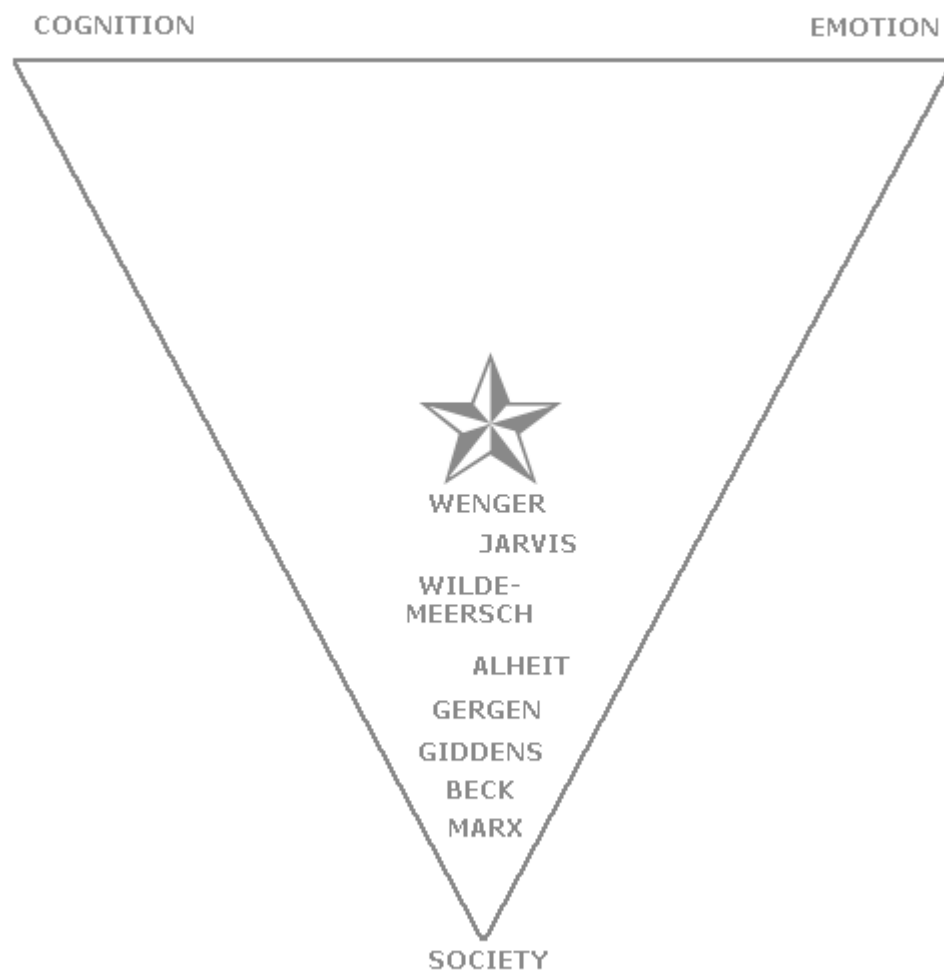 COGNITION
EMOTION
WENGER
JARVIS
WILDE-
MEERSCH
ALHEIT
GERGEN
GIDDENS
BECK
MARX
SOCIETY